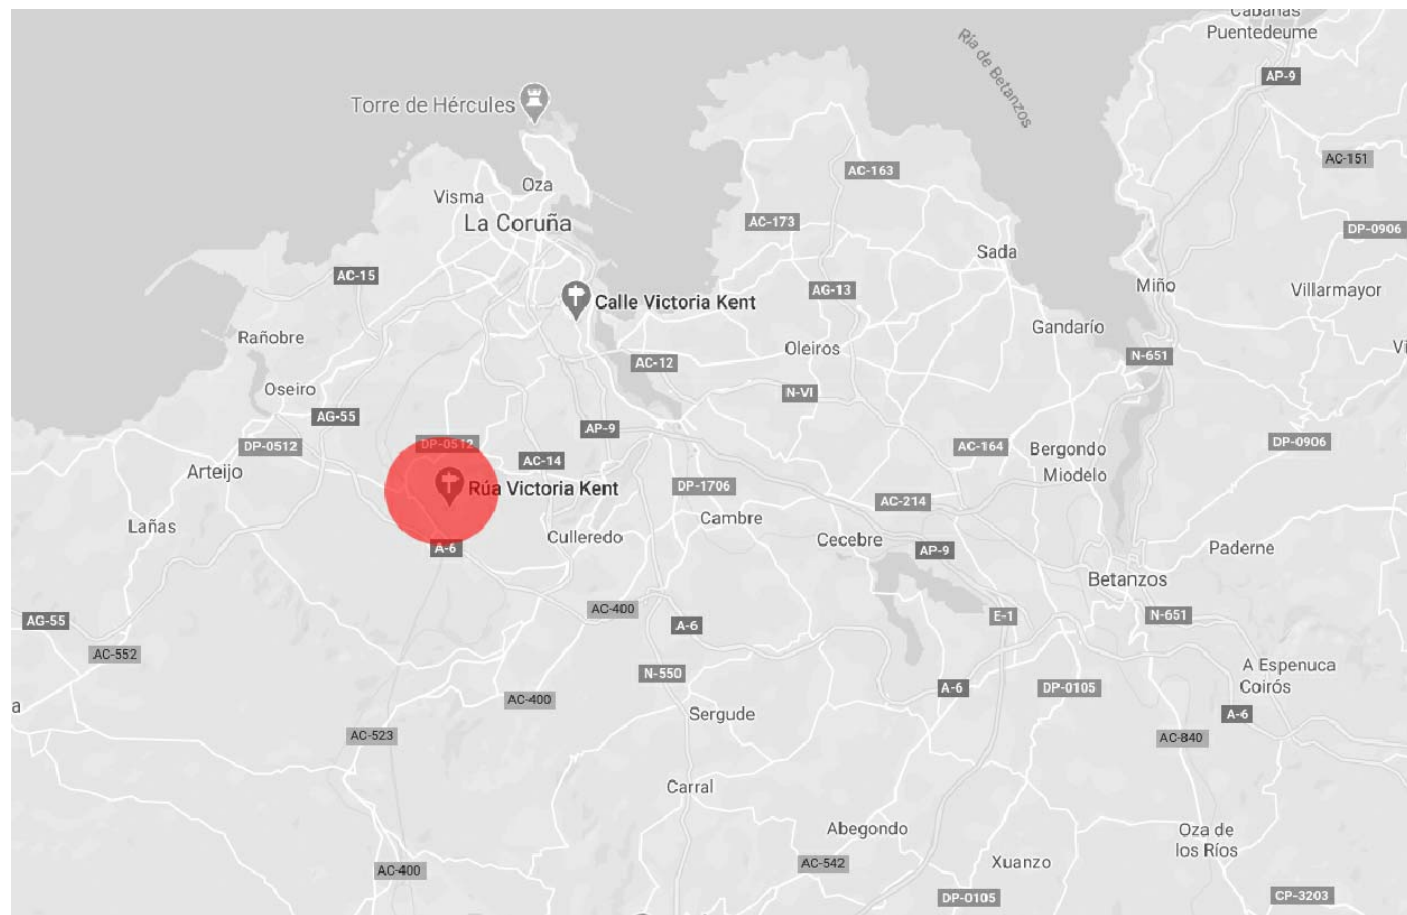 Cabanas
Puentedeume
Ría de Betanzos
AP-9
Torre de Hércules
AC-151
AC-163
Oza
Visma
La Coruña
AC-173
DP-0906
Sada
AC-15
Miño
AG-13
Villarmayor
Calle Victoria Kent
Gandarío
Rañobre
Oleiros
Vi
N-651
AC-12
Oseiro
N-VI
AG-55
AP-9
DP-0512
DP-0512
AC-164
DP-0906
Bergondo
AC-14
Arteijo
Modelo
Rúa Victoria Kent
DP-1706
AC-214
Cambre
Lañas
Culleredo
Cecebre
A-6
AP-9
Paderne
Betanzos
AC-400
E-1
N-651
AG-55
A-6
AC-552
A Espenuca
N-550
Coirós
A-6
DP-0105
AC-400
a
Sergude
A-6
AC-523
AC-840
Carral
Abegondo
Oza de
los Ríos
AC-542
Xuanzo
AC-400
DP-0105
CP-3203